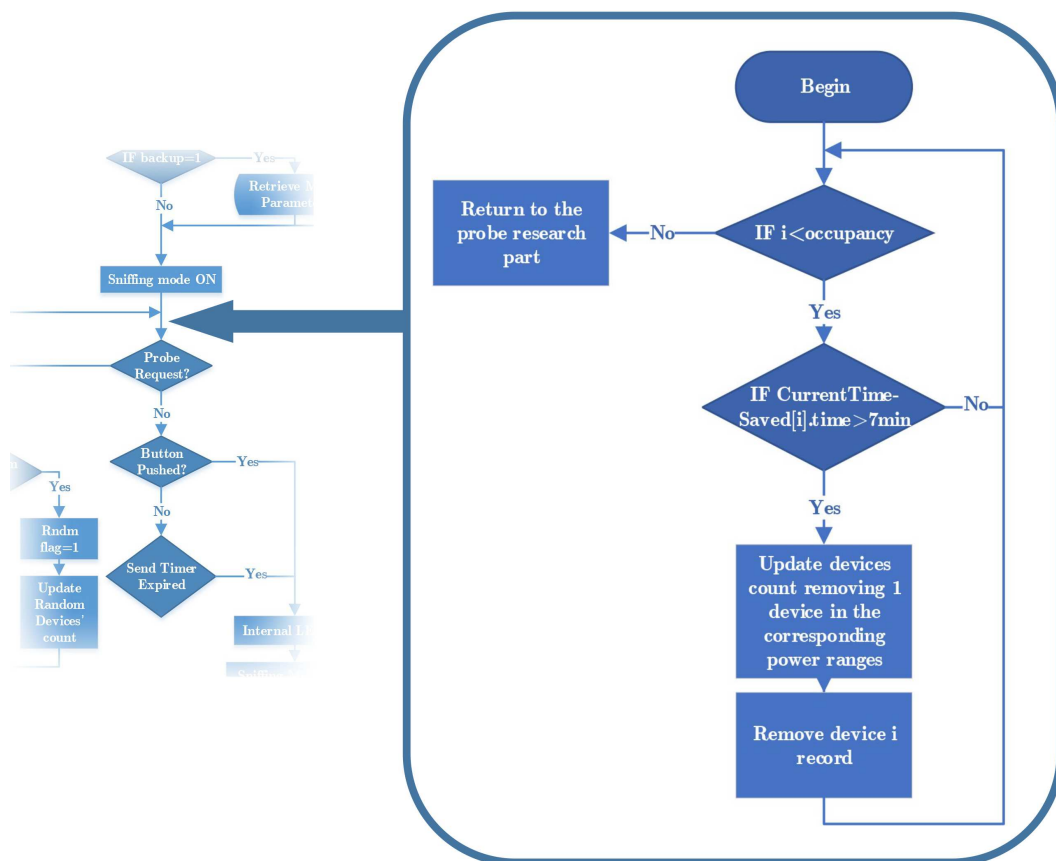 IF backup=1
Yes
Retrieve
No
Sniffing mode ON
Probe
Request?
No
Button
Pushed?
Yes
Yes
No
Rndm
flag=1
Send Timer
Expired
Yes
Update
Random
Devices'
count
Internal
Begin
IF i<occupancy
No
Return to the
probe research
part
Yes
IF CurrentTime-
Saved[i].time>7min
No
Yes
Update devices
count removing 1
device in the
corresponding
power ranges
Remove device i
record